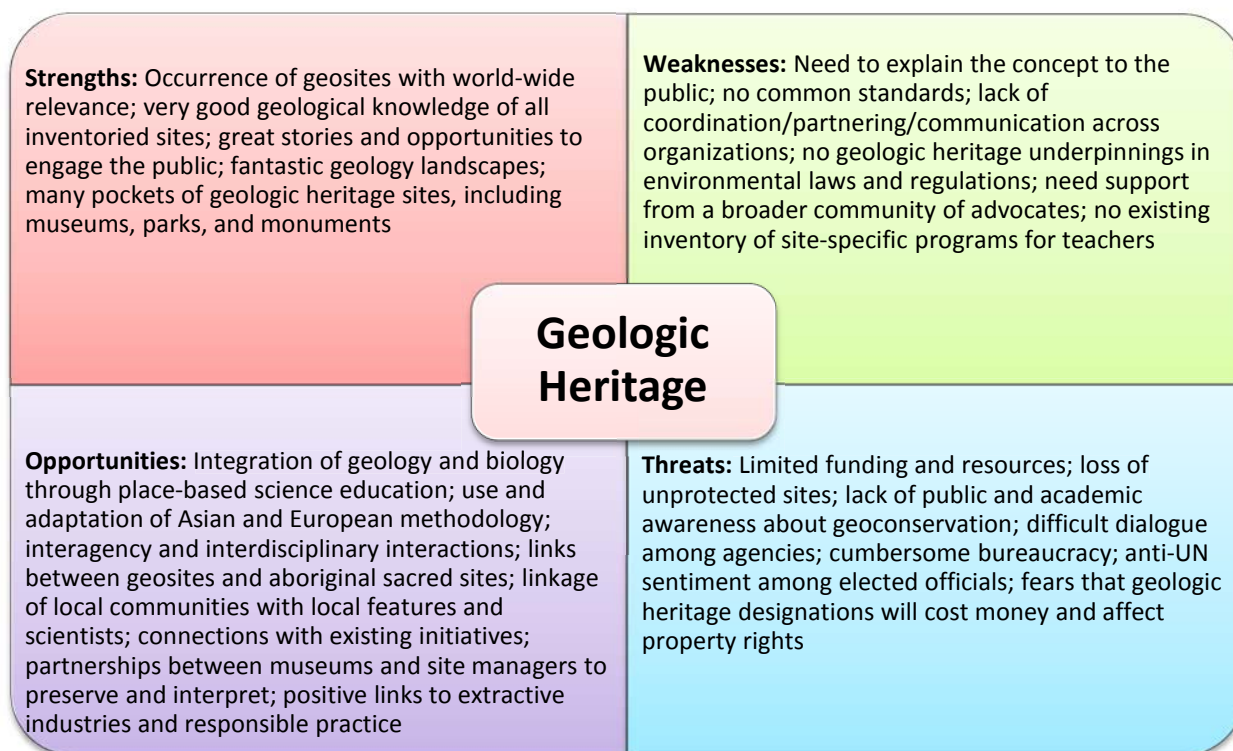 Strengths: Occurrence of geosites with world-wide
relevance; very good geological knowledge of all
inventoried sites; great stories and opportunities to
engage the public; fantastic geology landscapes;
many pockets of geologic heritage sites, including
museums, parks, and monuments
Weaknesses: Need to explain the concept to the
public; no common standards; lack of
coordination/partnering/communication across
organizations; no geologic heritage underpinnings in
environmental laws and regulations; need support
from a broader community of advocates; no existing
inventory of site-specific programs for teachers
Geologic
Heritage
Opportunities: Integration of geology and biology
through place-based science education; use and
adaptation of Asian and European methodology;
interagency and interdisciplinary interactions; links
between geosites and aboriginal sacred sites; linkage
of local communities with local features and
scientists; connections with existing initiatives;
partnerships between museums and site managers to
preserve and interpret; positive links to extractive
industries and responsible practice
Threats: Limited funding and resources; loss of
unprotected sites; lack of public and academic
awareness about geoconservation; difficult dialogue
among agencies; cumbersome bureaucracy; anti-UN
sentiment among elected officials; fears that geologic
heritage designations will cost money and affect
property rights